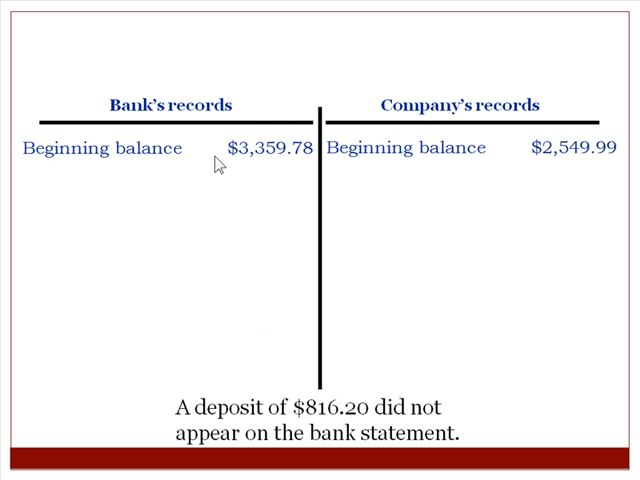 Bank's records Company's records
Beginning balance $3,359.78 Beginning balance $2,549.99
A deposit of $816.20 did not
appear on the bank statement.